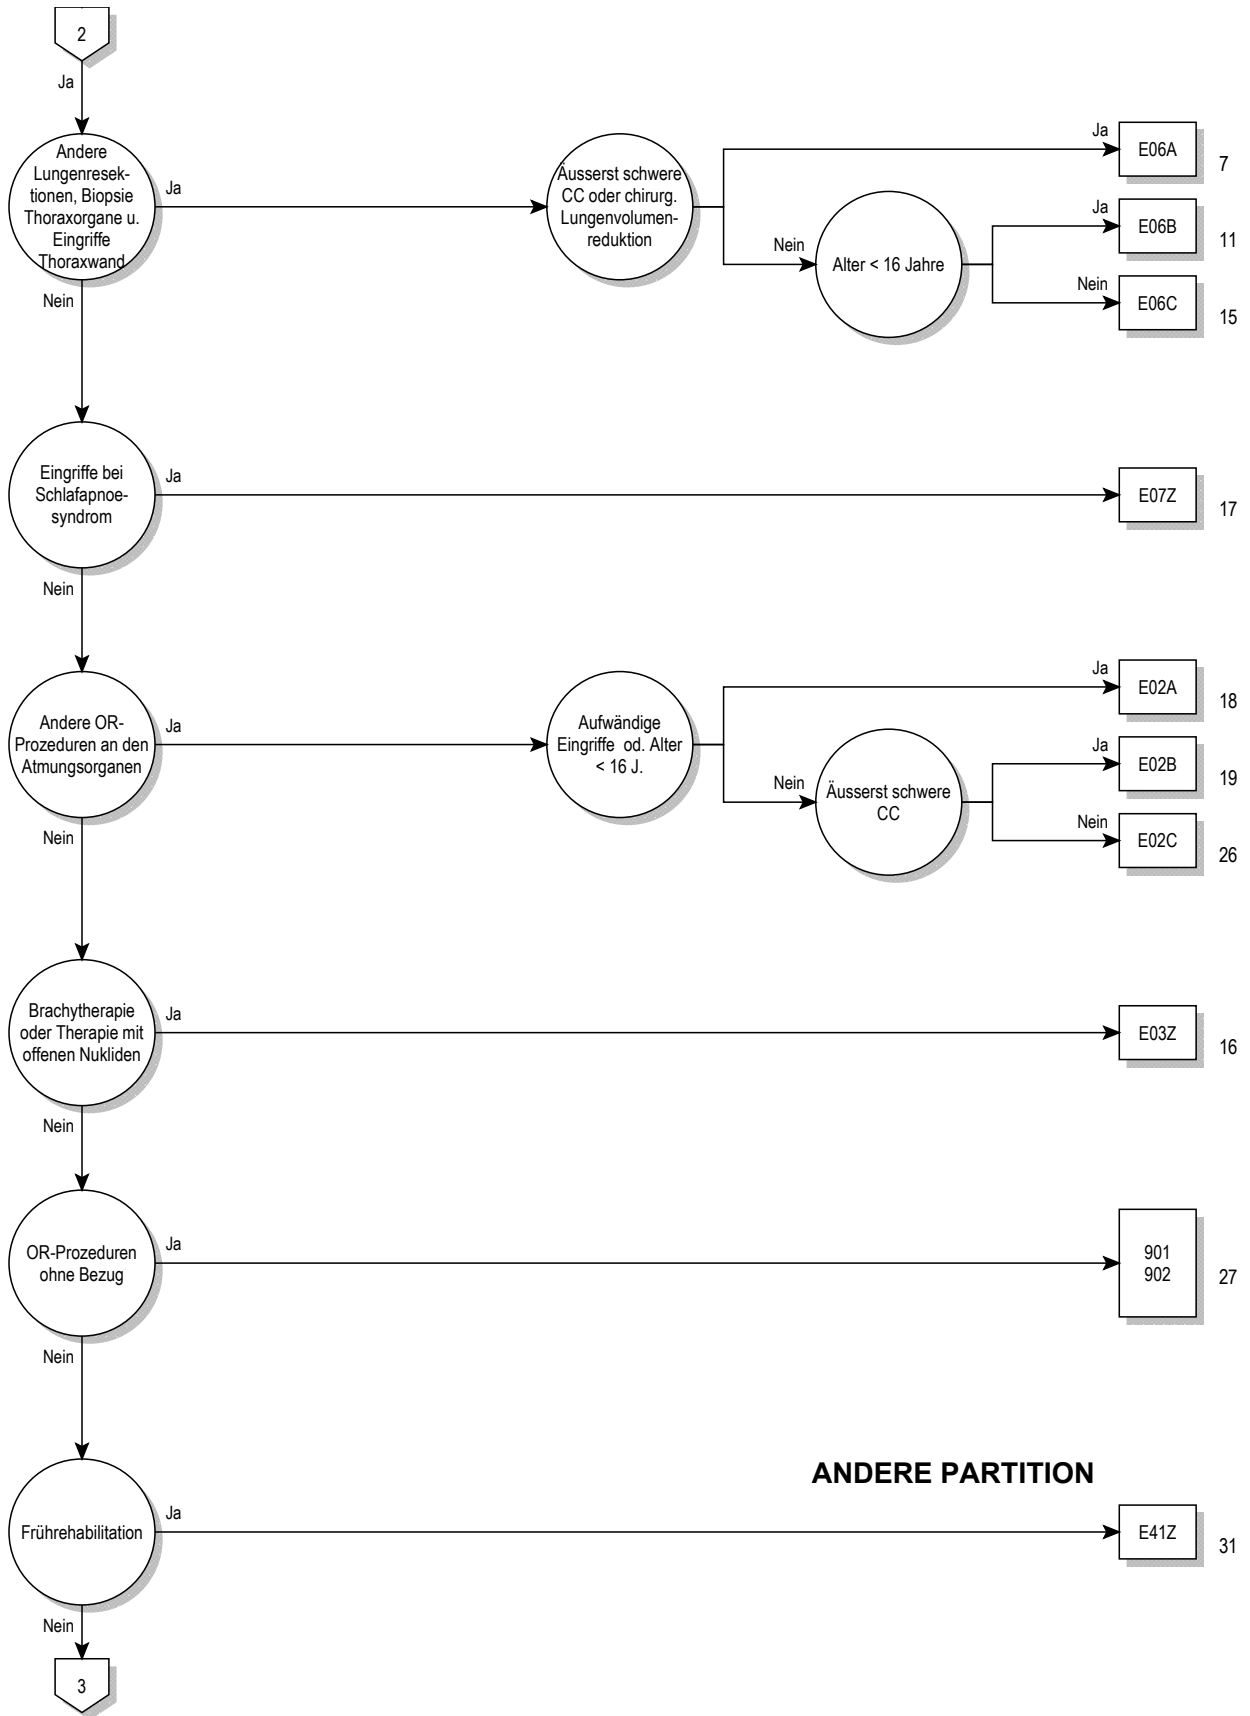 2
Ja
Andere
Lungenresek-
tionen, Biopsie
Thoraxorgane u.
Eingriffe
Thoraxwand
Ja
Nein
Äusserst schwere
CC oder chirurg.
Lungenvolumen-
reduktion
Ja
E06A
7
Nein
Alter < 16 Jahre
Ja
E06B
11
Nein
E06C
15
Eingriffe bei
Schlafapnoe-
syndrom
Ja
E07Z
17
Nein
Andere OR-
Prozeduren an den
Atmungsorganen
Ja
Nein
Aufwändige
Eingriffe od. Alter
< 16 J.
Ja
E02A
18
Nein
Äusserst schwere
CC
Ja
E02B
19
Nein
E02C
26
Brachytherapie
oder Therapie mit
offenen Nukliden
Ja
E03Z
16
Nein
OR-Prozeduren
ohne Bezug
Ja
901
902
27
Nein
ANDERE PARTITION
Frührehabilitation
Ja
E41Z
31
Nein
3